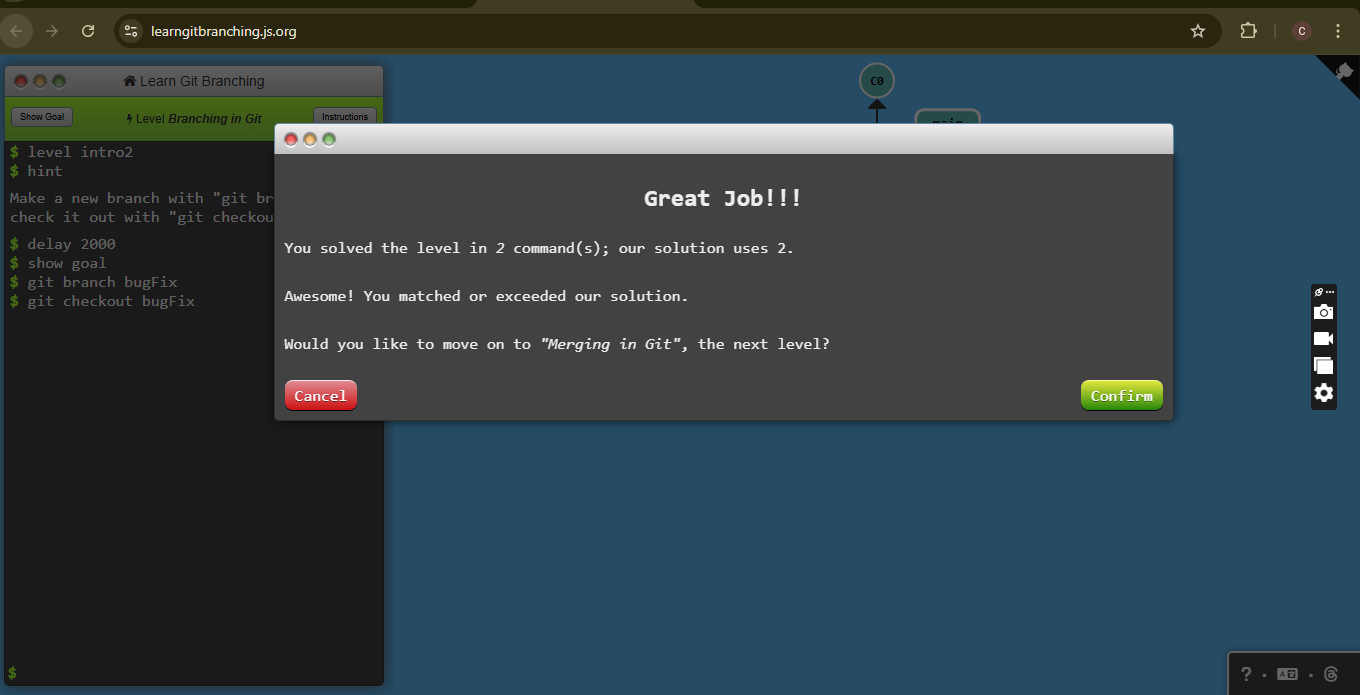 learngitbranching.js.org
C
Learn Git Branching
Show Goal
Level Branching in Git
Instructions
$ level intro2
$ hint
Make a new branch with "git br
check it out with "git checkou
$ delay 2000
$ show goal
$ git branch bugFix
$ git checkout bugFix
$
C0
main
Great Job!!!
You solved the level in 2 command(s); our solution uses 2.
Awesome! You matched or exceeded our solution.
Would you like to move on to "Merging in Git", the next level?
Cancel
Confirm
?